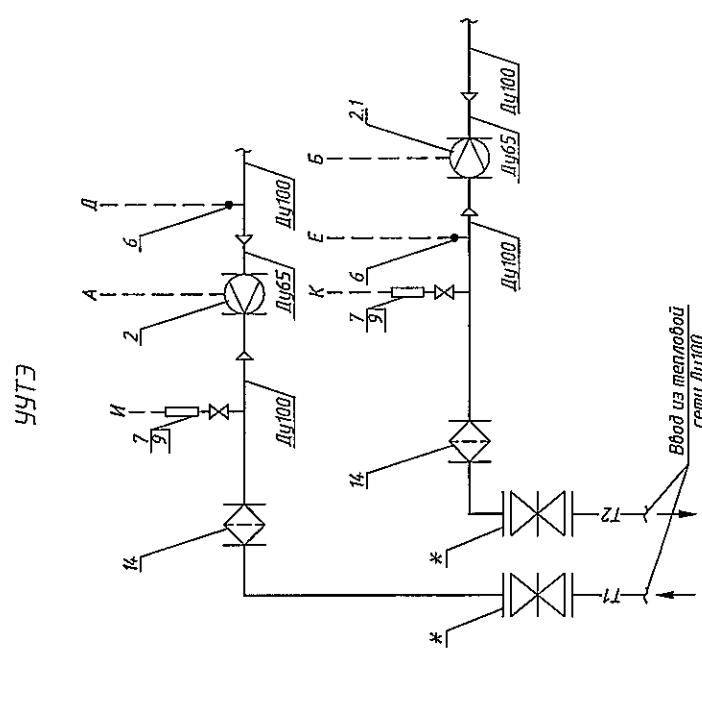 УУТЭ
14
7
9
И
2
А
6
Д
Ду100
Ду65
Ду100
14
7
9
К
6
Е
Б
2.1
Ду100
Ду65
Ду100
*
*
Т1
Т2
Ввод из тепловой
сети Ду100